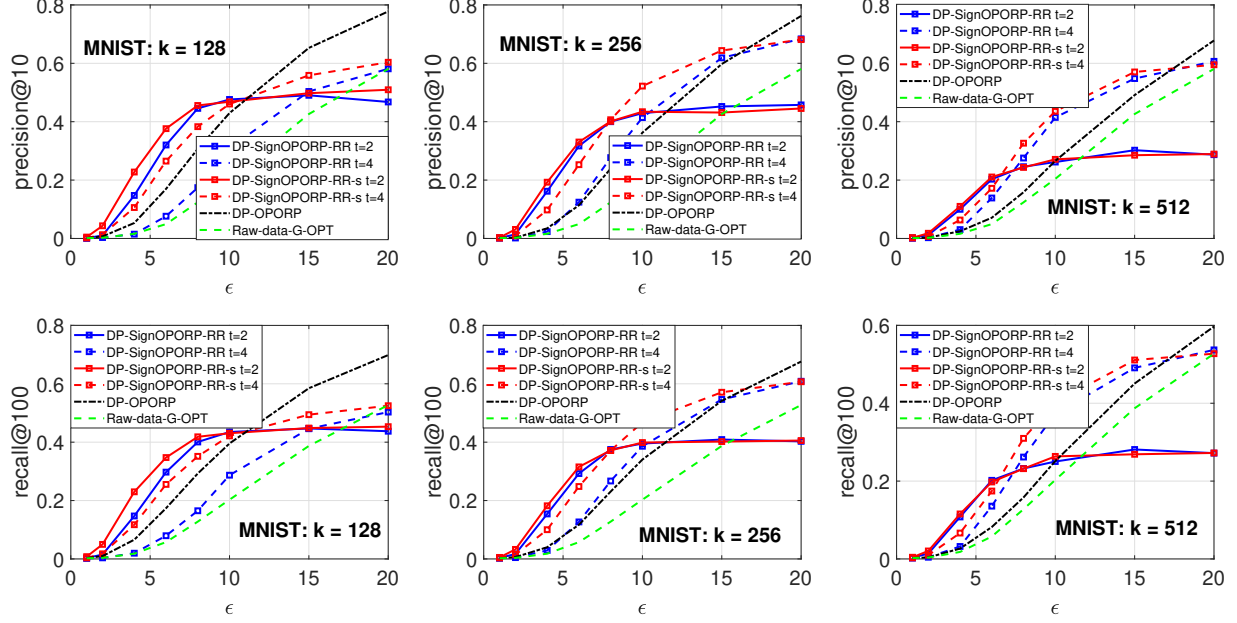 precision@10
0.8
0.6
0.4
0.2
0
MNIST: k = 128
DP-SignOPORP-RR t=2
DP-SignOPORP-RR t=4
DP-SignOPORP-RR-s t=2
DP-SignOPORP-RR-s t=4
DP-OPORP
Raw-data-G-OPT
0 5 10 15 20
ϵ
precision@10
0.8
0.6
0.4
0.2
0
MNIST: k = 256
DP-SignOPORP-RR t=2
DP-SignOPORP-RR t=4
DP-SignOPORP-RR-s t=2
DP-SignOPORP-RR-s t=4
DP-OPORP
Raw-data-G-OPT
0 5 10 15 20
ϵ
precision@10
0.8
0.6
0.4
0.2
0
DP-SignOPORP-RR t=2
DP-SignOPORP-RR t=4
DP-SignOPORP-RR-s t=2
DP-SignOPORP-RR-s t=4
DP-OPORP
Raw-data-G-OPT
MNIST: k = 512
0 5 10 15 20
ϵ
recall@100
0.8
0.6
0.4
0.2
0
DP-SignOPORP-RR t=2
DP-SignOPORP-RR t=4
DP-SignOPORP-RR-s t=2
DP-SignOPORP-RR-s t=4
DP-OPORP
Raw-data-G-OPT
MNIST: k = 128
0 5 10 15 20
ϵ
recall@100
0.8
0.6
0.4
0.2
0
DP-SignOPORP-RR t=2
DP-SignOPORP-RR t=4
DP-SignOPORP-RR-s t=2
DP-SignOPORP-RR-s t=4
DP-OPORP
Raw-data-G-OPT
MNIST: k = 256
0 5 10 15 20
ϵ
recall@100
0.6
0.4
0.2
0
DP-SignOPORP-RR t=2
DP-SignOPORP-RR t=4
DP-SignOPORP-RR-s t=2
DP-SignOPORP-RR-s t=4
DP-OPORP
Raw-data-G-OPT
MNIST: k = 512
0 5 10 15 20
ϵ